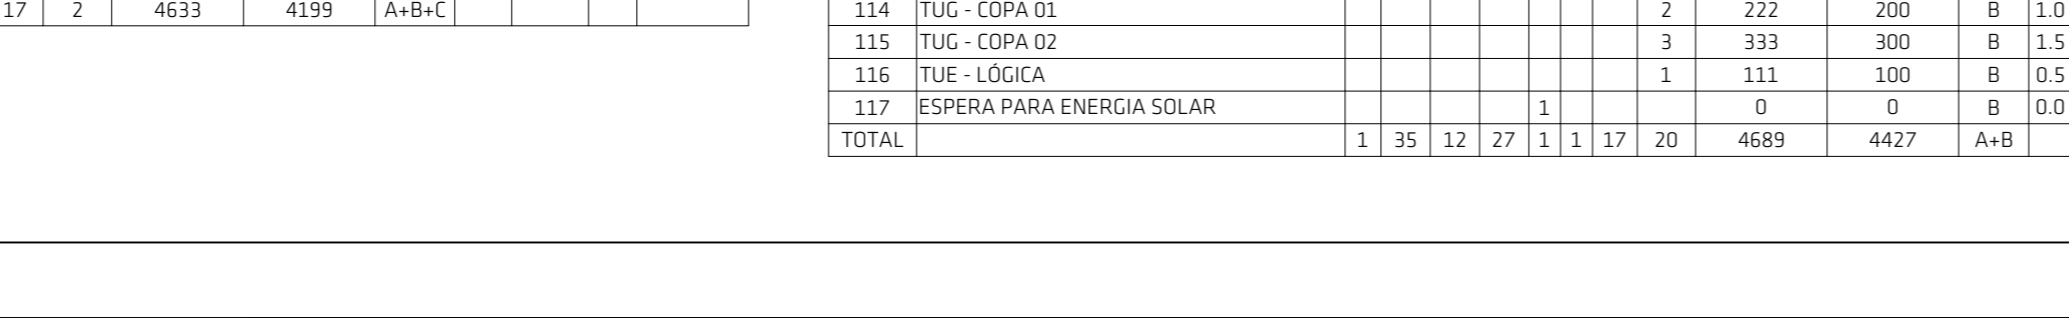 17 2 4633 4199 A+B+C
114 TUG - COPA 01 2 222 200 B 1.0
115 TUG - COPA 02 3 333 300 B 1.5
116 TUE - LÓGICA 1 111 100 B 0.5
117 ESPERA PARA ENERGIA SOLAR 1 0 0 B 0.0
TOTAL 1 35 12 27 1 1 17 20 4689 4427 A+B